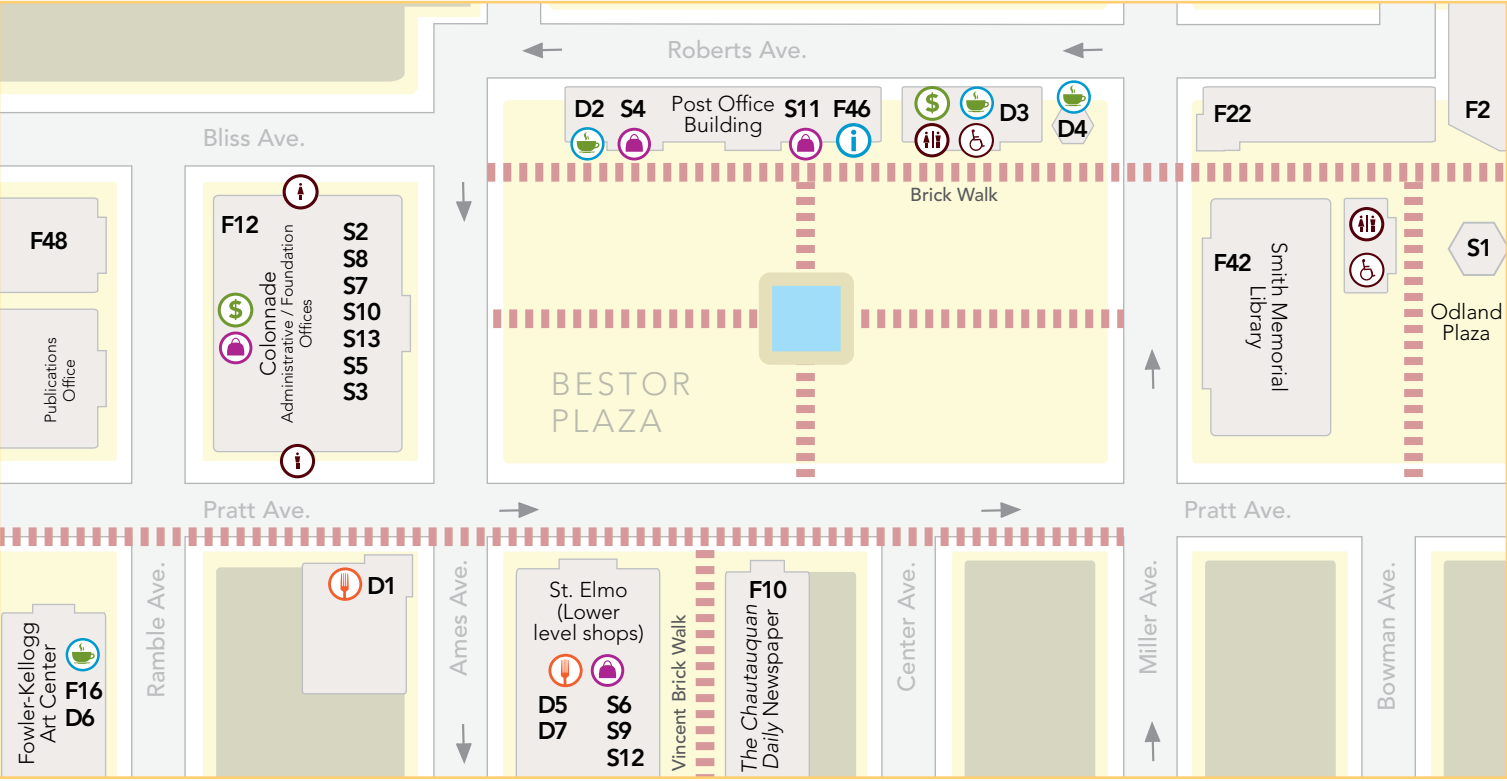 Roberts Ave.
D2
S4
Post Office
Building
S11
F46
$
D3
D4
i
Brick Walk
F22
F2
Bliss Ave.
F48
Publications
Office
F12
$
Colonnade
Administrative / Foundation
Offices
S2
S8
S7
S10
S13
S5
S3
BESTOR
PLAZA
F42
Smith Memorial
Library
S1
Odland
Plaza
Pratt Ave.
Pratt Ave.
Fowler-Kellogg
Art Center
F16
D6
Ramble Ave.
D1
Ames Ave.
St. Elmo
(Lower
level shops)
D5
D7
S6
S9
S12
Vincent Brick Walk
F10
The Chautauquan
Daily Newspaper
Center Ave.
Miller Ave.
Bowman Ave.